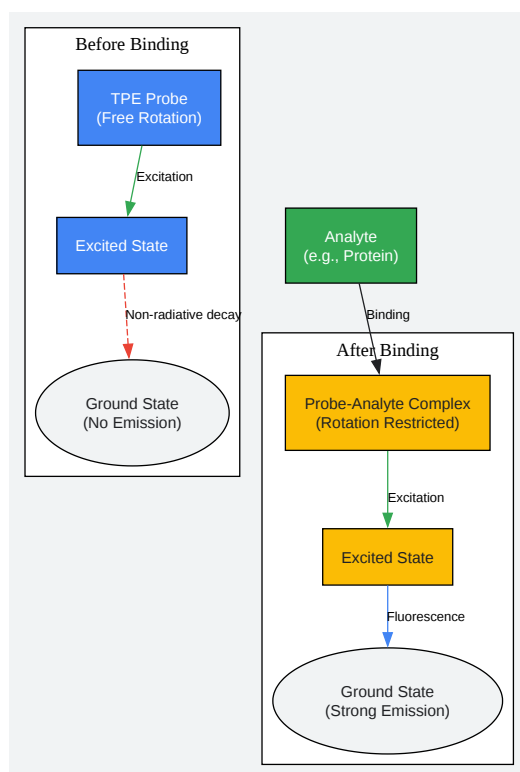 Before Binding
TPE Probe
(Free Rotation)
Excitation
Excited State
Non-radiative decay
Ground State
(No Emission)
Analyte
(e.g., Protein)
Binding
After Binding
Probe-Analyte Complex
(Rotation Restricted)
Excitation
Excited State
Fluorescence
Ground State
(Strong Emission)